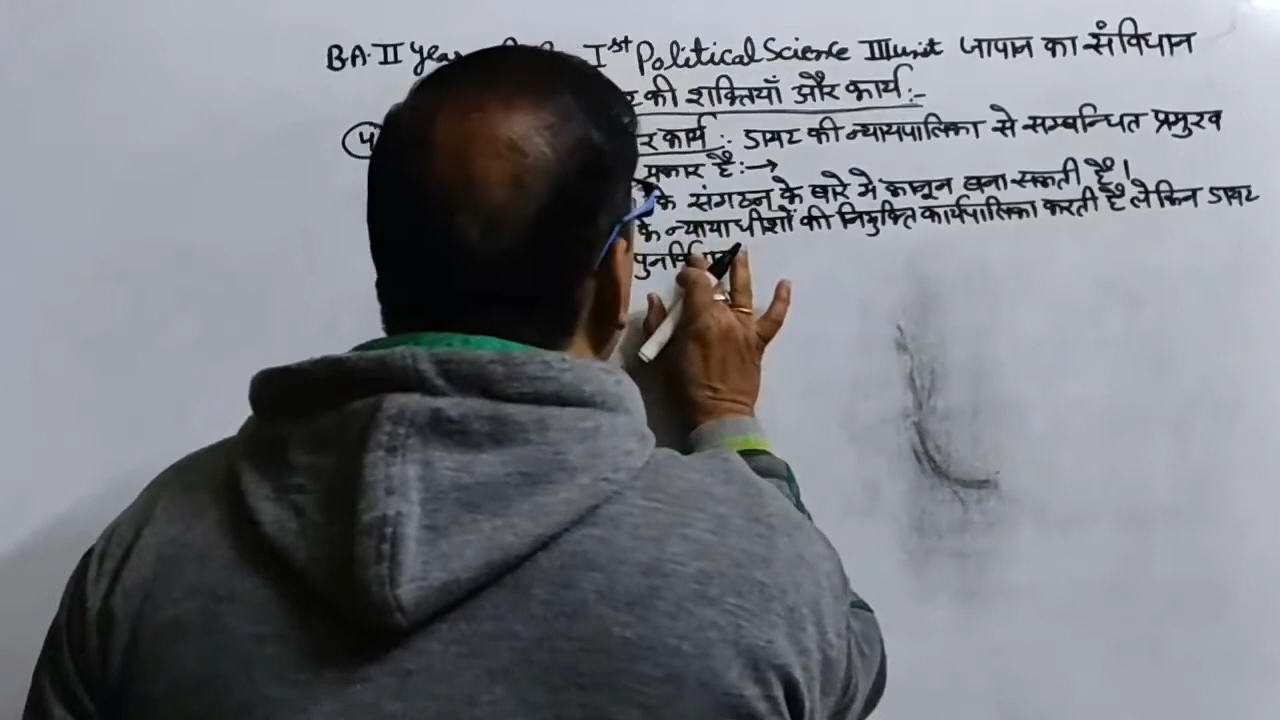 B.A. II Year Ist Political Science III unit जापान का संविधान
की शक्तियाँ और कार्य :-
कार्य : डायट की न्यायपालिका से सम्बन्धित प्रमुख
प्रकार है :→
के संगठन के बारे में कानून बना सकती है।
के न्यायाधीशों की नियुक्ति कार्यपालिका करती है लेकिन डायट